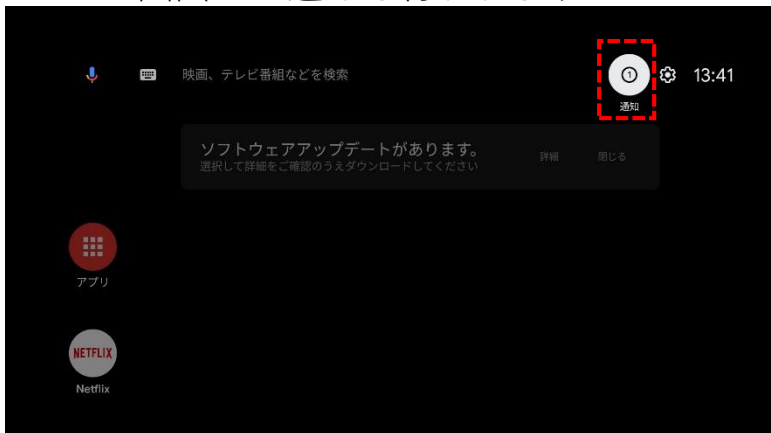 映画、テレビ番組などを検索
1
13:41
通知
ソフトウェアアップデートがあります。
選択して詳細をご確認のうえダウンロードしてください
詳細
閉じる
アプリ
NETFLIX
Netflix